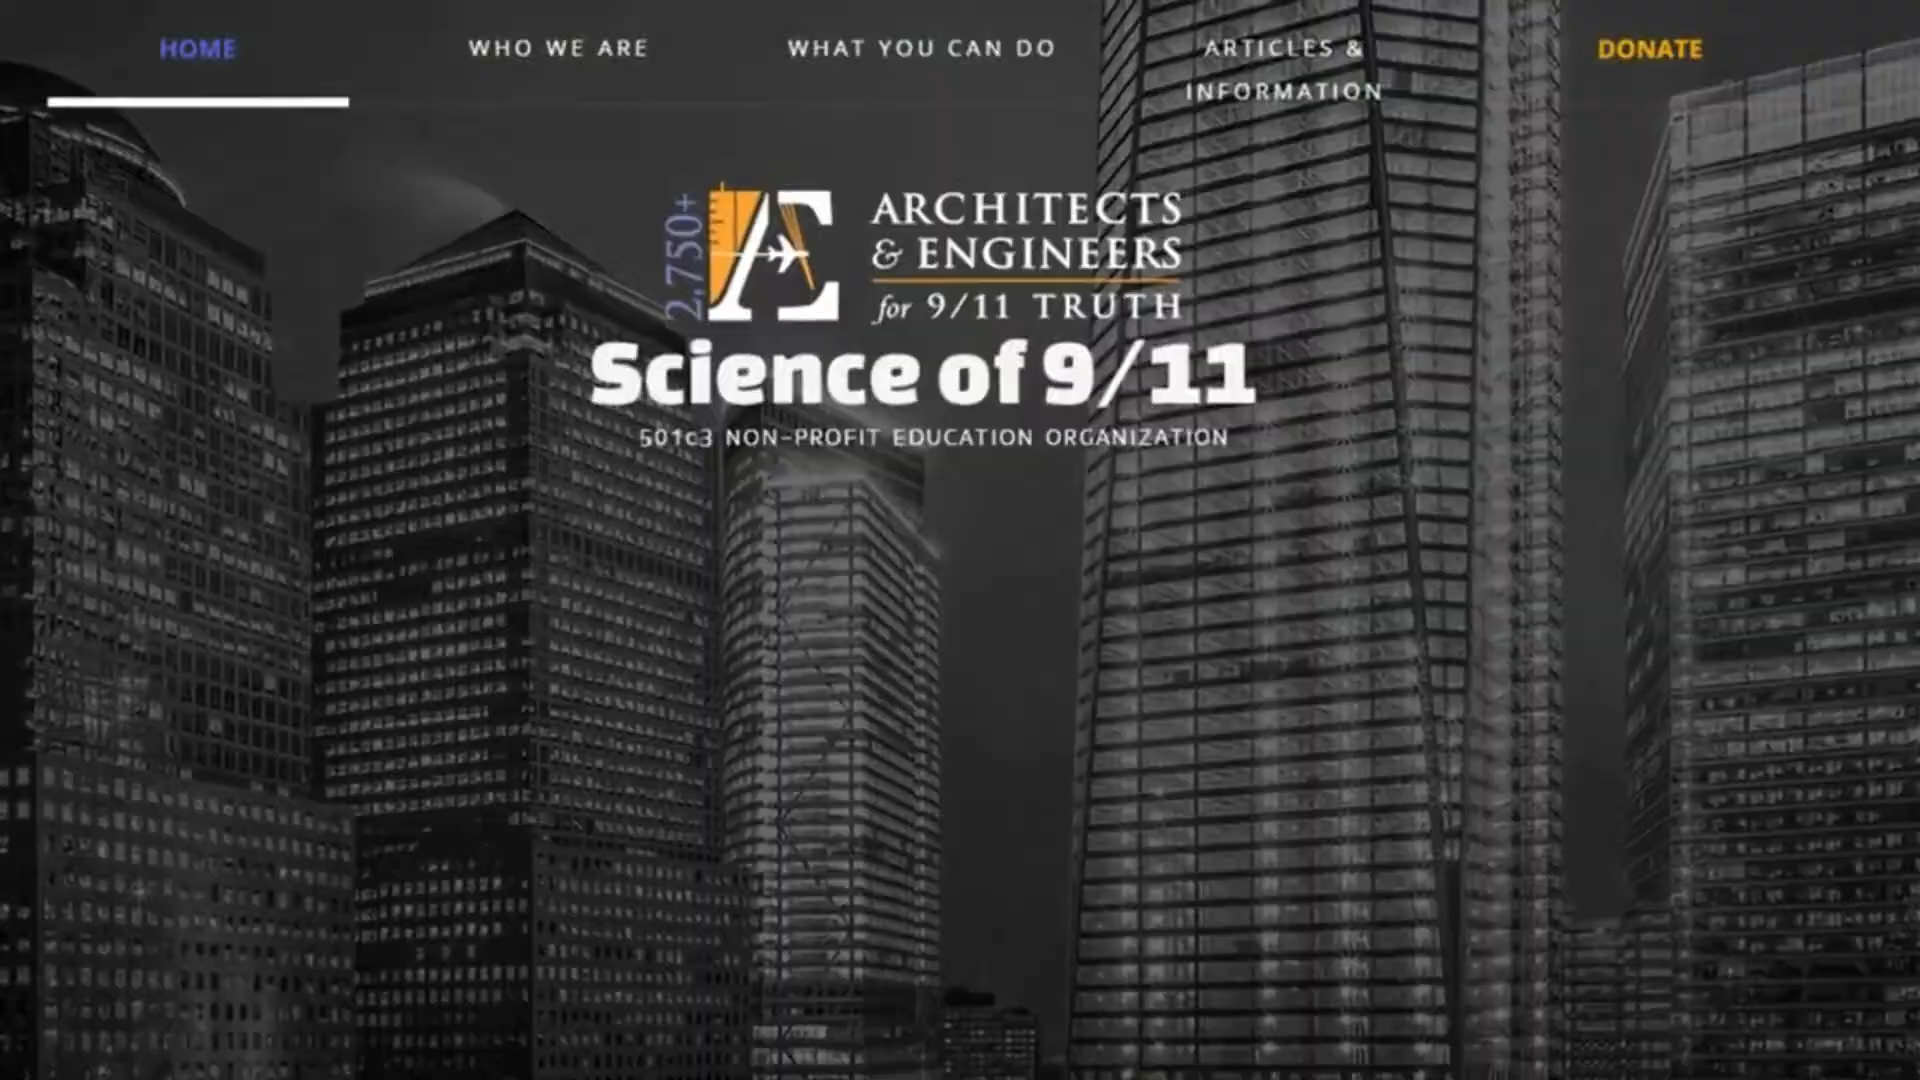 HOME
WHO WE ARE
WHAT YOU CAN DO
ARTICLES &
INFORMATION
DONATE
2,750+
AE
ARCHITECTS
& ENGINEERS
for 9/11 TRUTH
Science of 9/11
501c3 NON-PROFIT EDUCATION ORGANIZATION